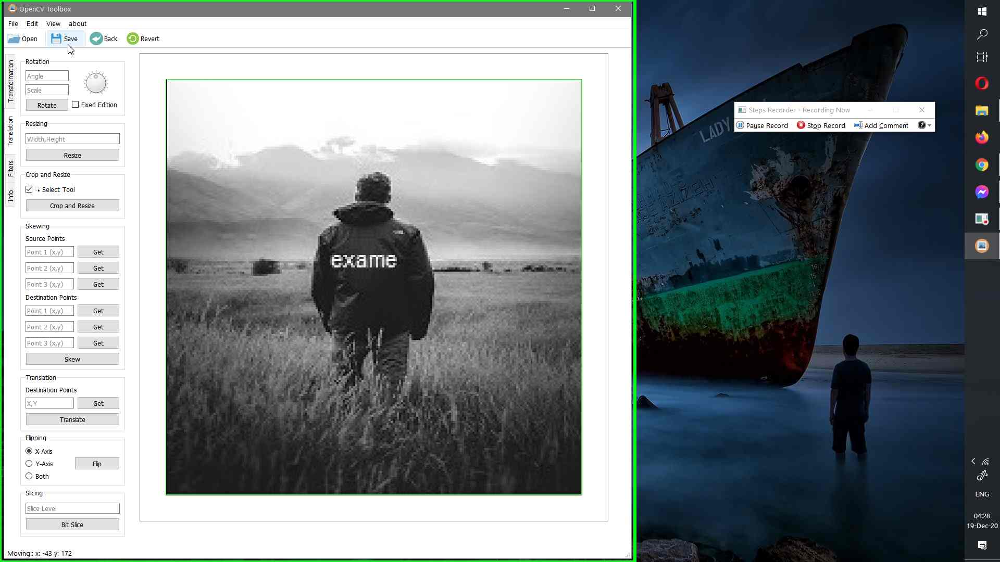 OpenCV Toolbox
File Edit View about
Open Save Back Revert
Transformation
Translation
Filters
Info
Rotation
Angle
Scale
Rotate Fixed Edition
Resizing
Width,Height
Resize
Crop and Resize
Select Tool
Crop and Resize
Skewing
Source Points
Point 1 (x,y) Get
Point 2 (x,y) Get
Point 3 (x,y) Get
Destination Points
Point 1 (x,y) Get
Point 2 (x,y) Get
Point 3 (x,y) Get
Skew
Translation
Destination Points
X,Y Get
Translate
Flipping
X-Axis
Y-Axis Flip
Both
Slicing
Slice Level
Bit Slice
Moving:: x: -43 y: 172
exame
Steps Recorder - Recording Now
Pause Record Stop Record Add Comment
LADY
ENG
04:28
19-Dec-20